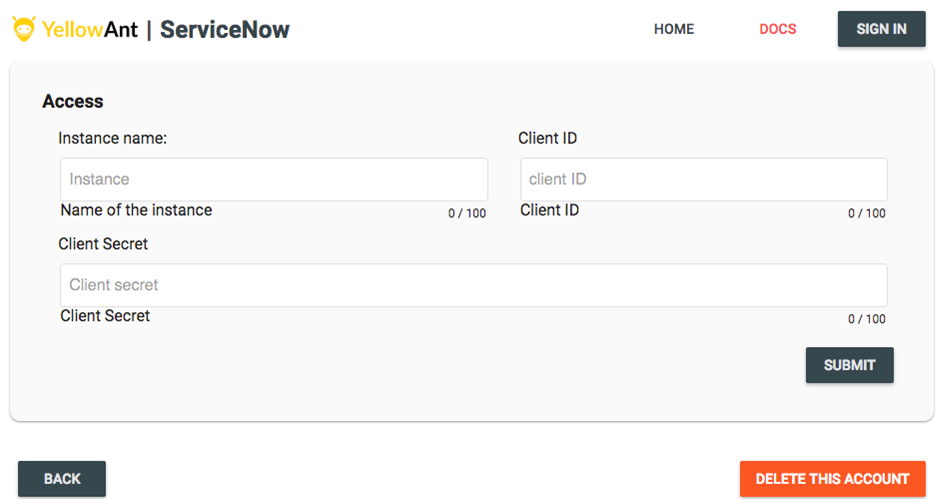 YellowAnt | ServiceNow HOME DOCS SIGN IN
Access
Instance name: Client ID
Instance client ID
Name of the instance 0 / 100 Client ID 0 / 100
Client Secret
Client secret
Client Secret 0 / 100
SUBMIT
BACK DELETE THIS ACCOUNT